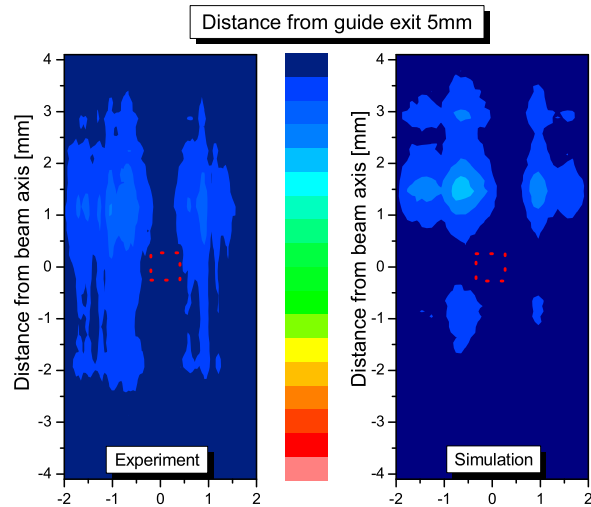 Distance from guide exit 5mm
Distance from beam axis [mm]
4
3
2
1
0
-1
-2
-3
-4
Experiment
-2 -1 0 1 2
Distance from beam axis [mm]
4
3
2
1
0
-1
-2
-3
-4
Simulation
-2 -1 0 1 2